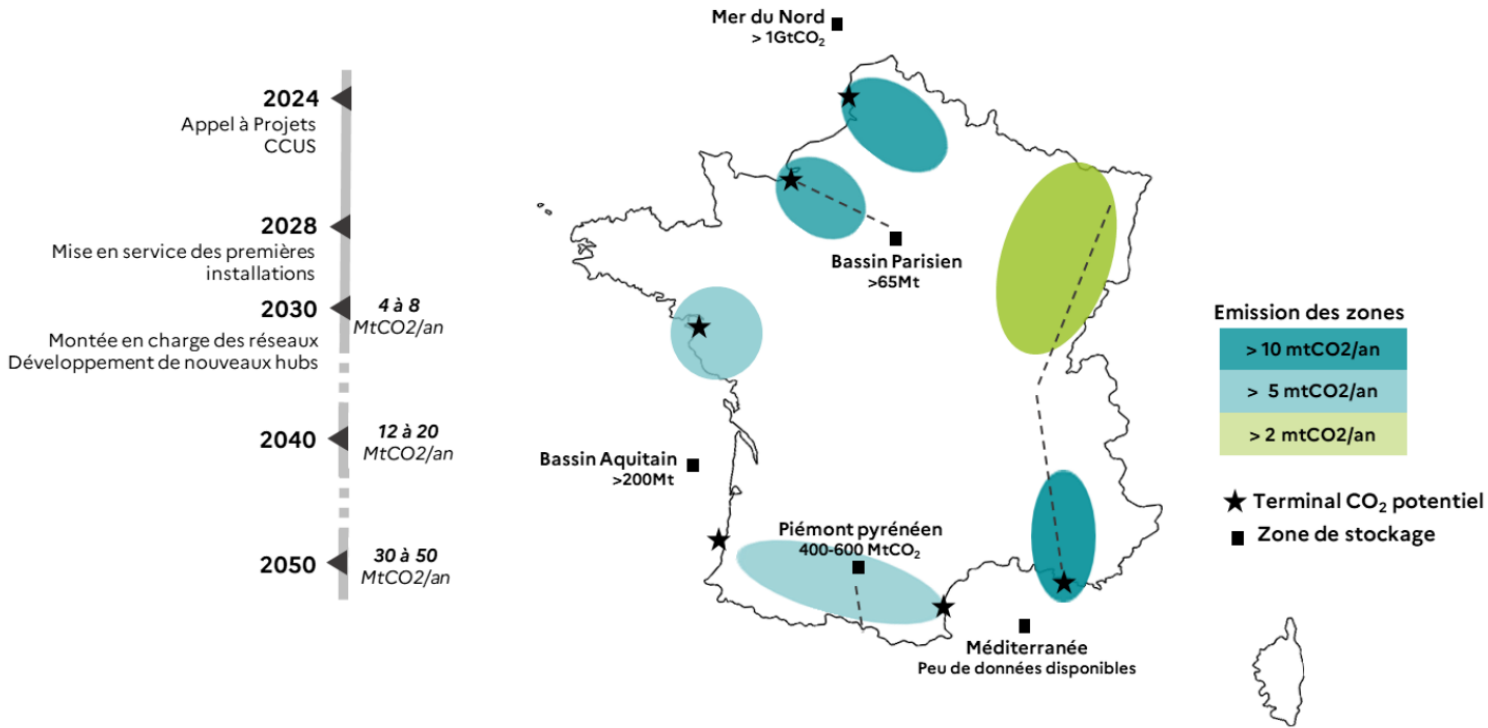 2024
Appel à Projets
CCUS
2028
Mise en service des premières
installations
2030
4 à 8
MtCO2/an
Montée en charge des réseaux
Développement de nouveaux hubs
2040
12 à 20
MtCO2/an
2050
30 à 50
MtCO2/an
Mer du Nord
> 1GtCO₂
Bassin Parisien
>65Mt
Bassin Aquitain
>200Mt
Piémont pyrénéen
400-600 MtCO₂
Méditerranée
Peu de données disponibles
Emission des zones
> 10 mtCO2/an
> 5 mtCO2/an
> 2 mtCO2/an
Terminal CO₂ potentiel
Zone de stockage